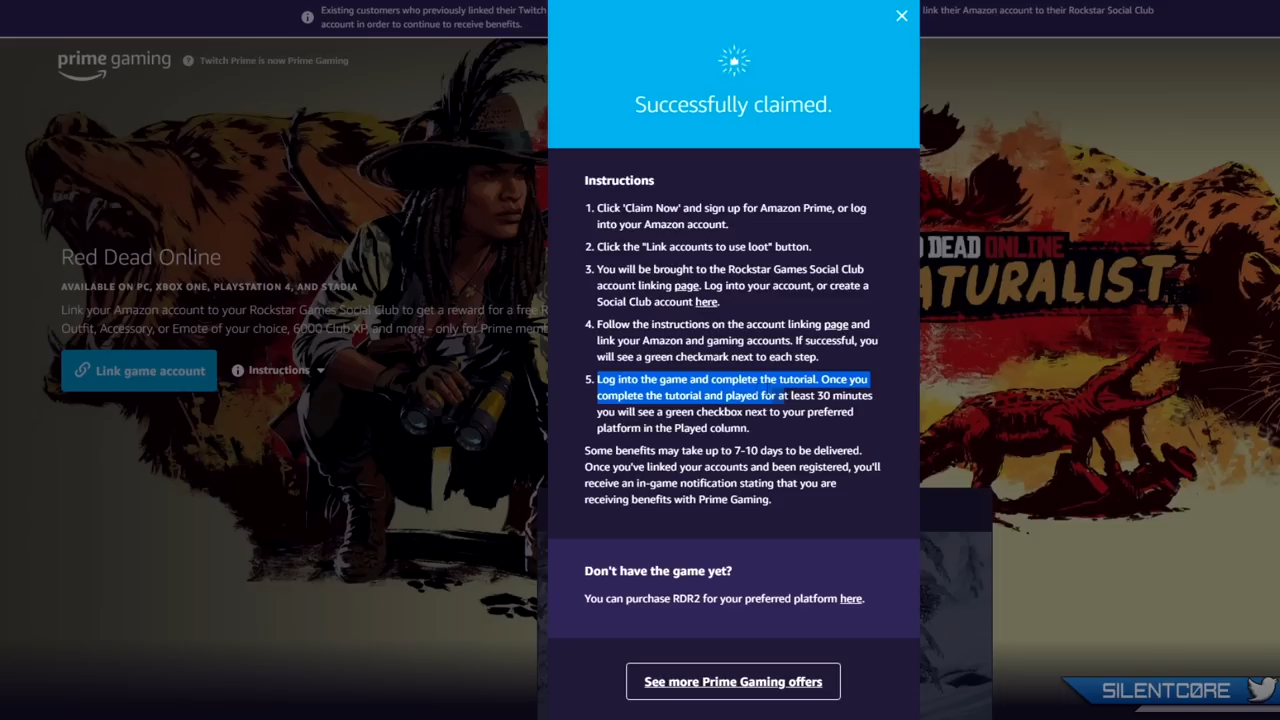 Existing customers who previously linked their Twitch
link their Amazon account to their Rockstar Social Club
account in order to continue to receive benefits.
prime gaming
Twitch Prime is now Prime Gaming
Successfully claimed.
Instructions
1. Click 'Claim Now' and sign up for Amazon Prime, or log
into your Amazon account.
2. Click the "Link accounts to use loot" button.
3. You will be brought to the Rockstar Games Social Club
account linking page. Log into your account, or create a
Social Club account here.
4. Follow the instructions on the account linking page and
link your Amazon and gaming accounts. If successful, you
will see a green checkmark next to each step.
5. Log into the game and complete the tutorial. Once you
complete the tutorial and played for at least 30 minutes
you will see a green checkbox next to your preferred
platform in the Played column.
Some benefits may take up to 7-10 days to be delivered.
Once you've linked your accounts and been registered, you'll
receive an in-game notification stating that you are
receiving benefits with Prime Gaming.
Don't have the game yet?
You can purchase RDR2 for your preferred platform here.
See more Prime Gaming offers
Red Dead Online
AVAILABLE ON PC, XBOX ONE, PLAYSTATION 4, AND STADIA
Link your Amazon account to your Rockstar Games Social Club to get a reward for a free R
Outfit, Accessory, or Emote of your choice, 6000 Club XP, and more - only for Prime mem
Link game account
Instructions
DEAD ONLINE
ATURALIST
SILENTC0RE